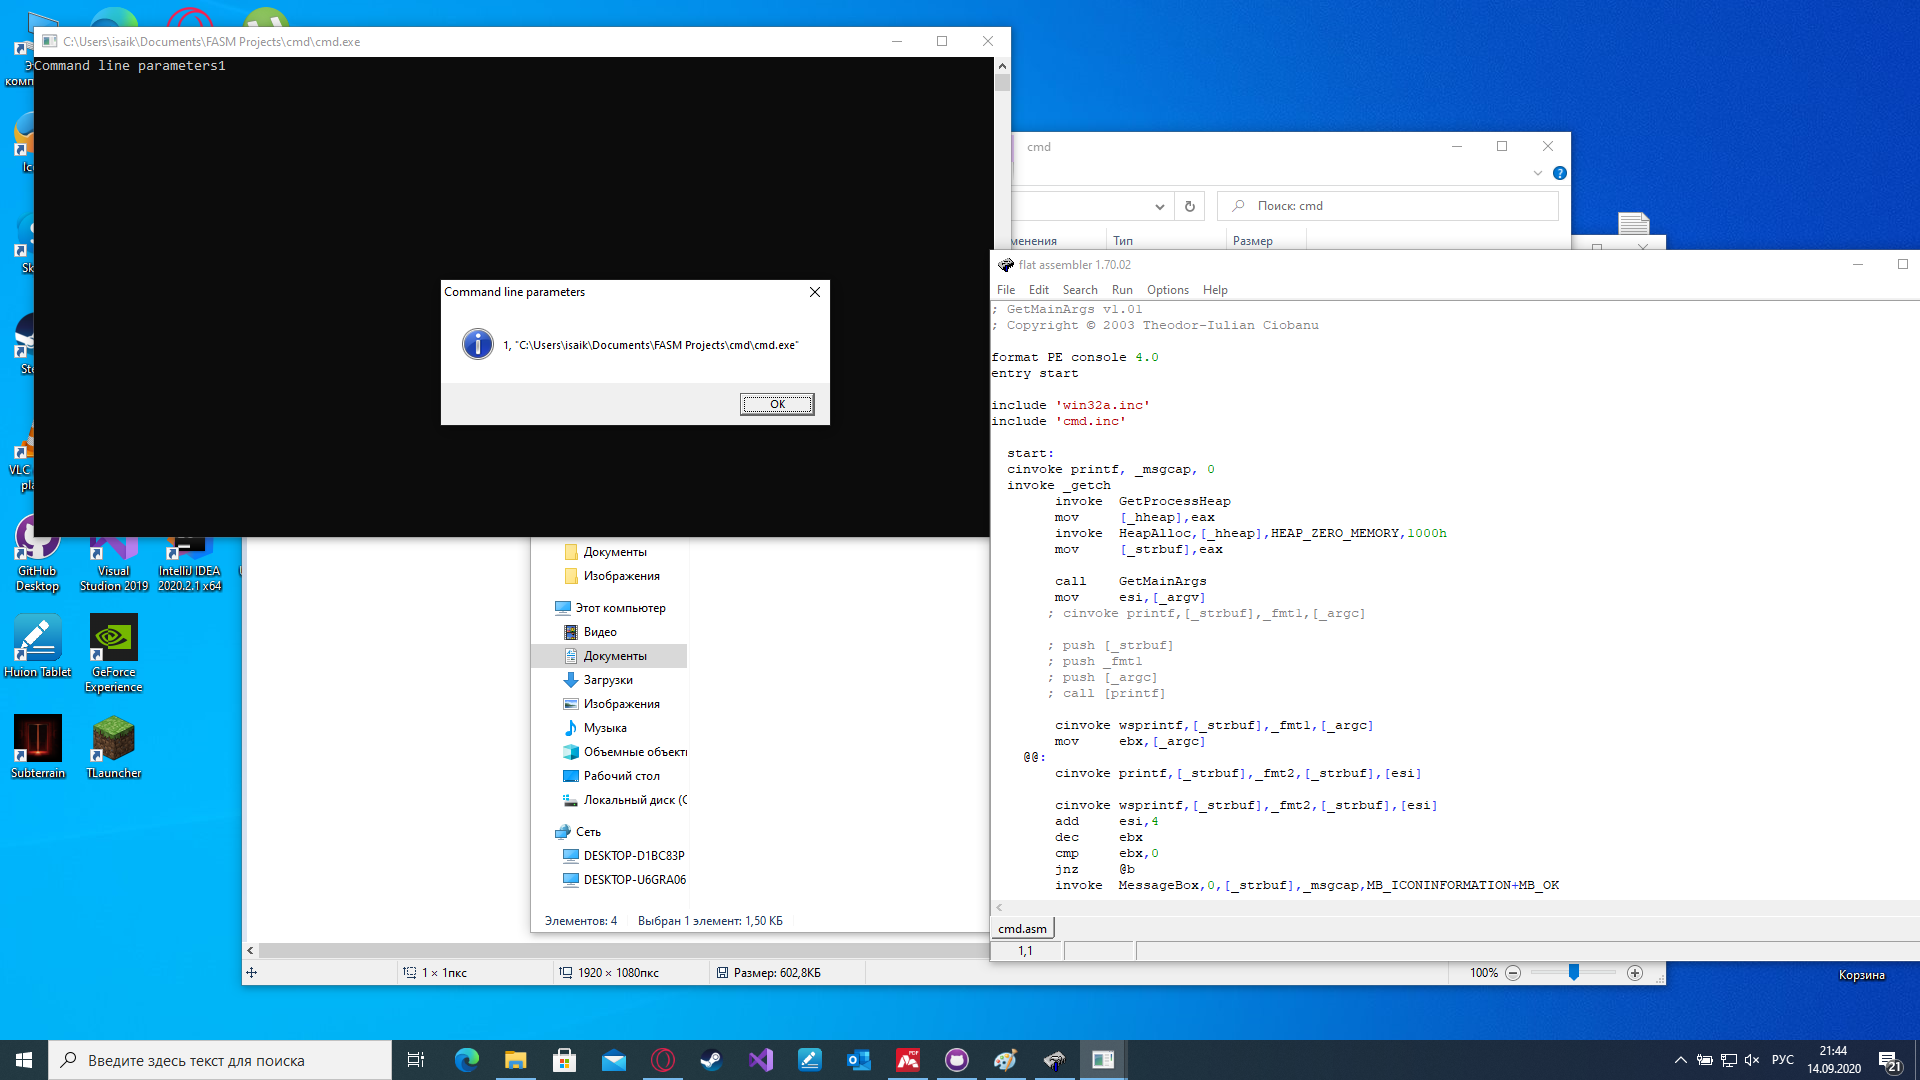 C:\Users\isaik\Documents\FASM Projects\cmd\cmd.exe
Command line parameters1
Command line parameters
1, "C:\Users\isaik\Documents\FASM Projects\cmd\cmd.exe"
OK
cmd
Поиск: cmd
менения
Тип
Размер
flat assembler 1.70.02
File Edit Search Run Options Help
; GetMainArgs v1.01
; Copyright © 2003 Theodor-Iulian Ciobanu
format PE console 4.0
entry start
include 'win32a.inc'
include 'cmd.inc'
start:
cinvoke printf, _msgcap, 0
invoke _getch
invoke GetProcessHeap
mov [_hheap],eax
invoke HeapAlloc,[_hheap],HEAP_ZERO_MEMORY,1000h
mov [_strbuf],eax
call GetMainArgs
mov esi,[_argv]
; cinvoke printf,[_strbuf],_fmt1,[_argc]
; push [_strbuf]
; push _fmt1
; push [_argc]
; call [printf]
cinvoke wsprintf,[_strbuf],_fmt1,[_argc]
mov ebx,[_argc]
@@:
cinvoke printf,[_strbuf],_fmt2,[_strbuf],[esi]
cinvoke wsprintf,[_strbuf],_fmt2,[_strbuf],[esi]
add esi,4
dec ebx
cmp ebx,0
jnz @b
invoke MessageBox,0,[_strbuf],_msgcap,MB_ICONINFORMATION+MB_OK
cmd.asm
1,1
Документы
Изображения
Этот компьютер
Видео
Документы
Загрузки
Изображения
Музыка
Объемные объекты
Рабочий стол
Локальный диск (C
Сеть
DESKTOP-D1BC83P
DESKTOP-U6GRA06
Элементов: 4
Выбран 1 элемент: 1,50 КБ
1 × 1пкс
1920 × 1080пкс
Размер: 602,8КБ
100%
VLC
GitHub Desktop
Visual Studion 2019
IntelliJ IDEA 2020.2.1 x64
Huion Tablet
GeForce Experience
Subterrain
TLauncher
Корзина
Введите здесь текст для поиска
PDF
РУС
21:44
14.09.2020
21